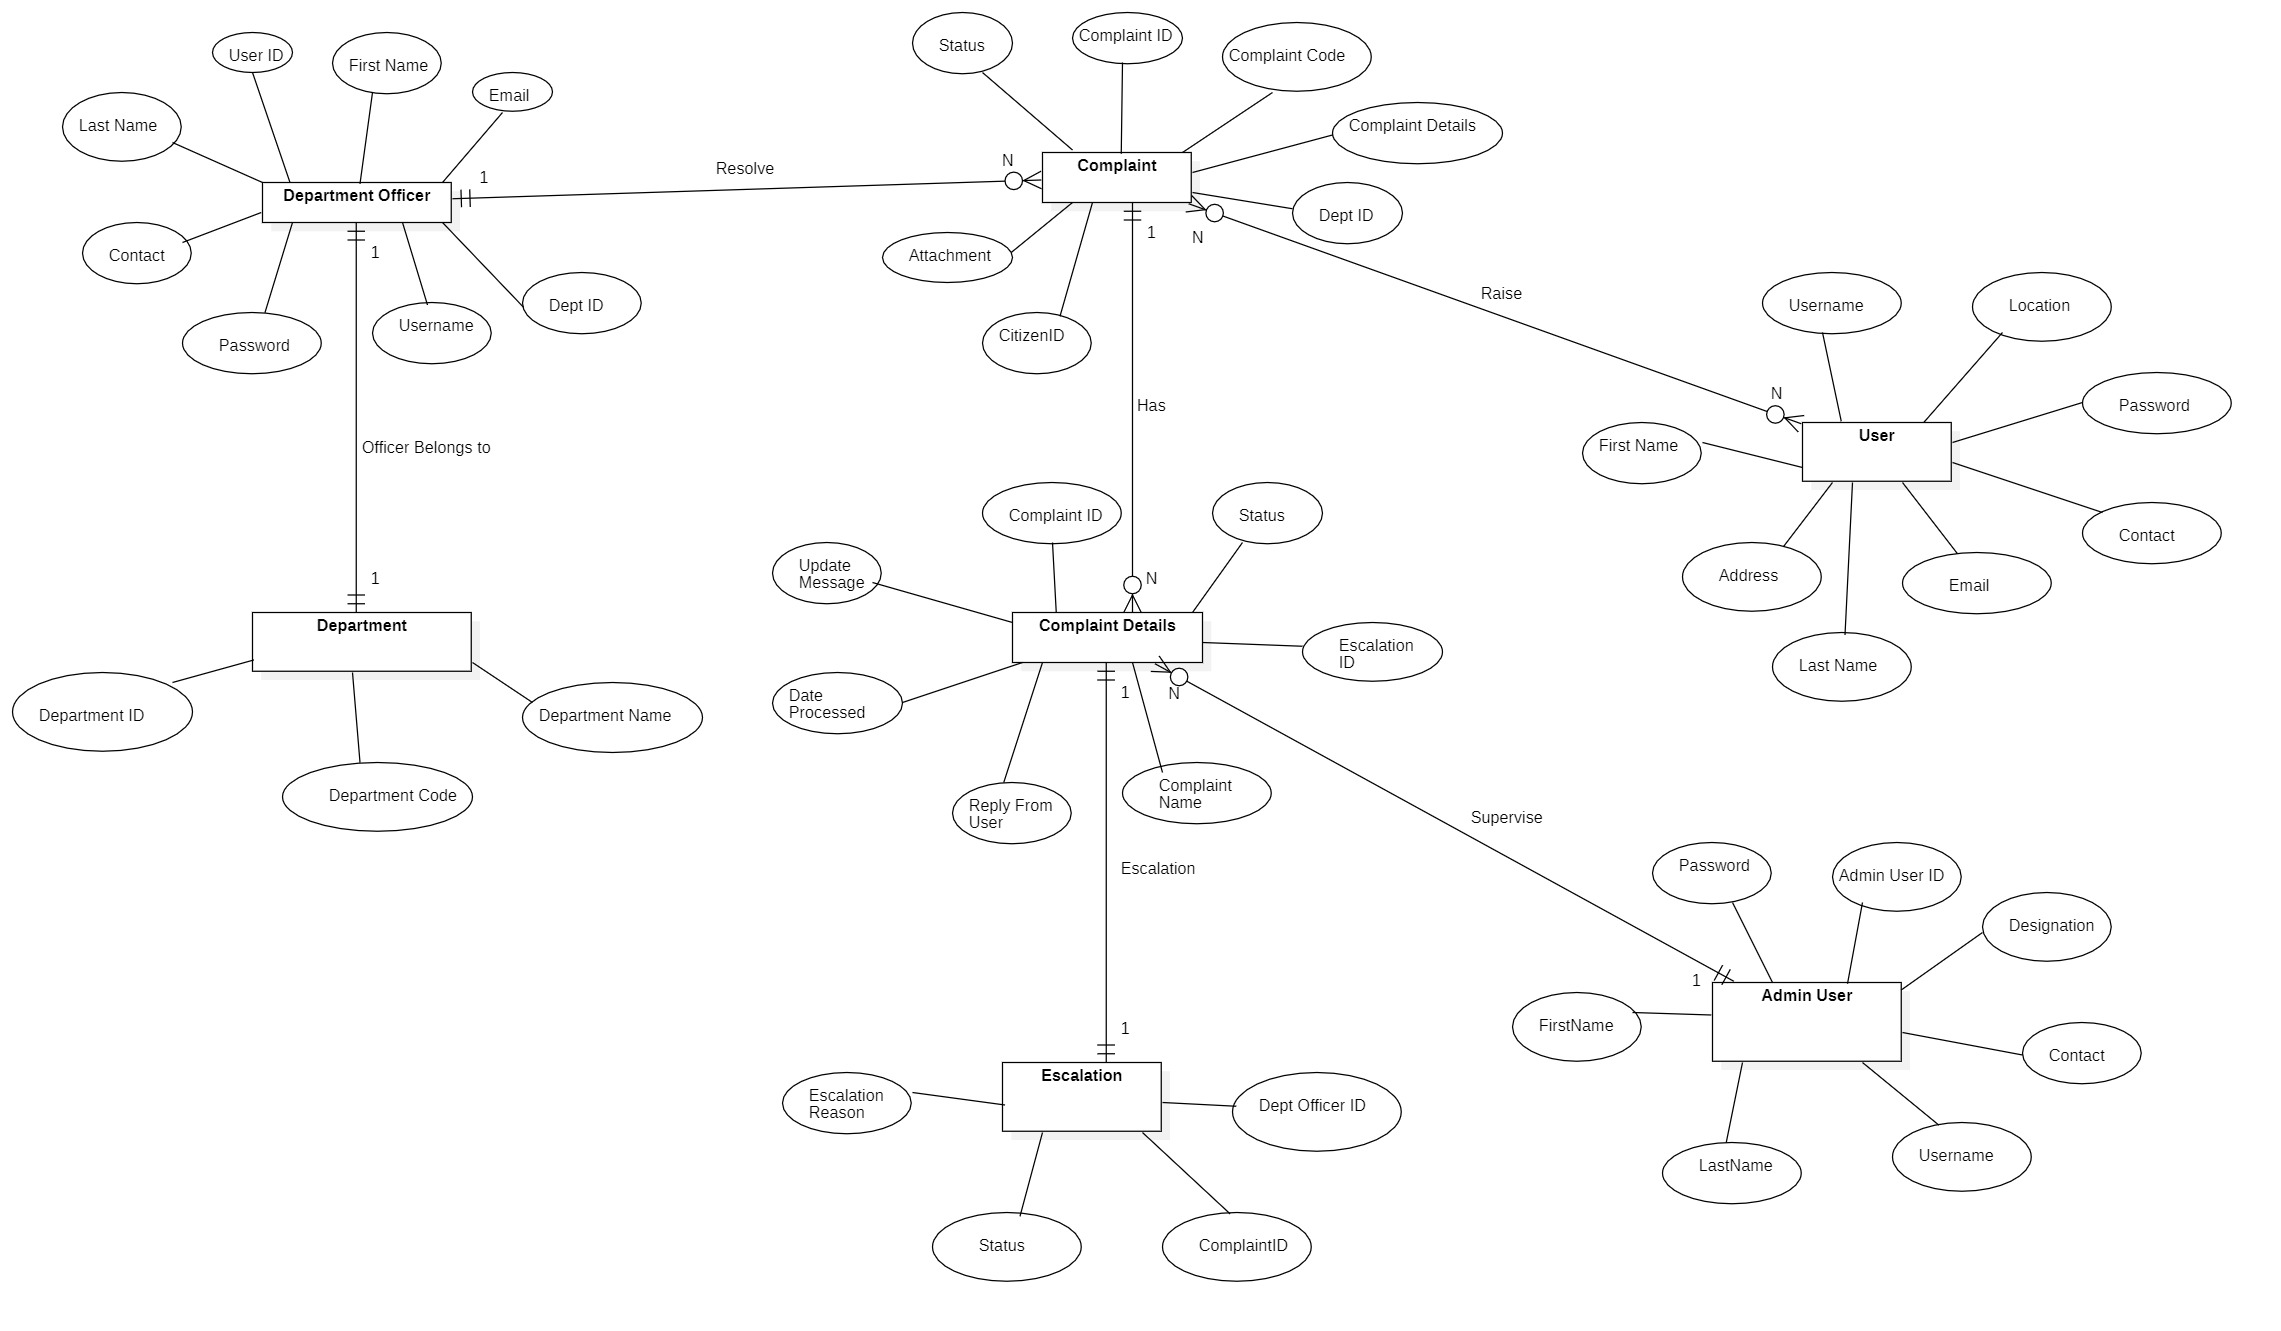 Status
Complaint ID
Complaint Code
User ID
First Name
Email
Last Name
Complaint Details
Resolve
N
Complaint
1
Department Officer
Dept ID
1
N
Contact
1
Attachment
Dept ID
Password
Username
CitizenID
Raise
Username
Location
N
Password
Has
User
First Name
Officer Belongs to
Complaint ID
Status
Contact
Update
Message
1
N
Address
Email
Department
Complaint Details
Escalation
ID
Last Name
1
N
Date
Processed
Department ID
Department Name
Department Code
Complaint
Name
Reply From
User
Supervise
Escalation
Password
Admin User ID
Designation
1
Admin User
1
FirstName
Contact
Escalation
Escalation
Reason
Dept Officer ID
LastName
Username
Status
ComplaintID